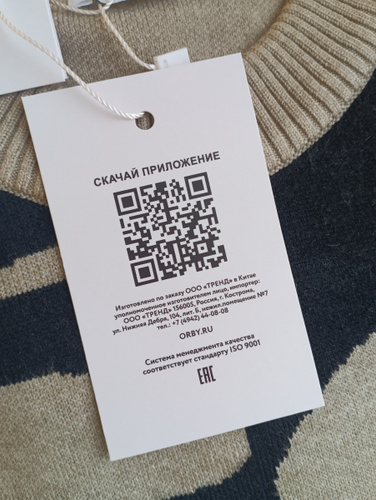 СКАЧАЙ ПРИЛОЖЕНИЕ
Изготовлено по заказу ООО «ТРЕНД» в Китае
уполномоченное изготовителем лицо, импортер:
ООО «ТРЕНД» 156005, Россия, г. Кострома,
ул. Нижняя Дебря, 104, лит. Б, нежил.помещение №7
тел.: +7 (4942) 44-08-08
ORBY.RU
Система менеджмента качества
соответствует стандарту ISO 9001
ЕАС